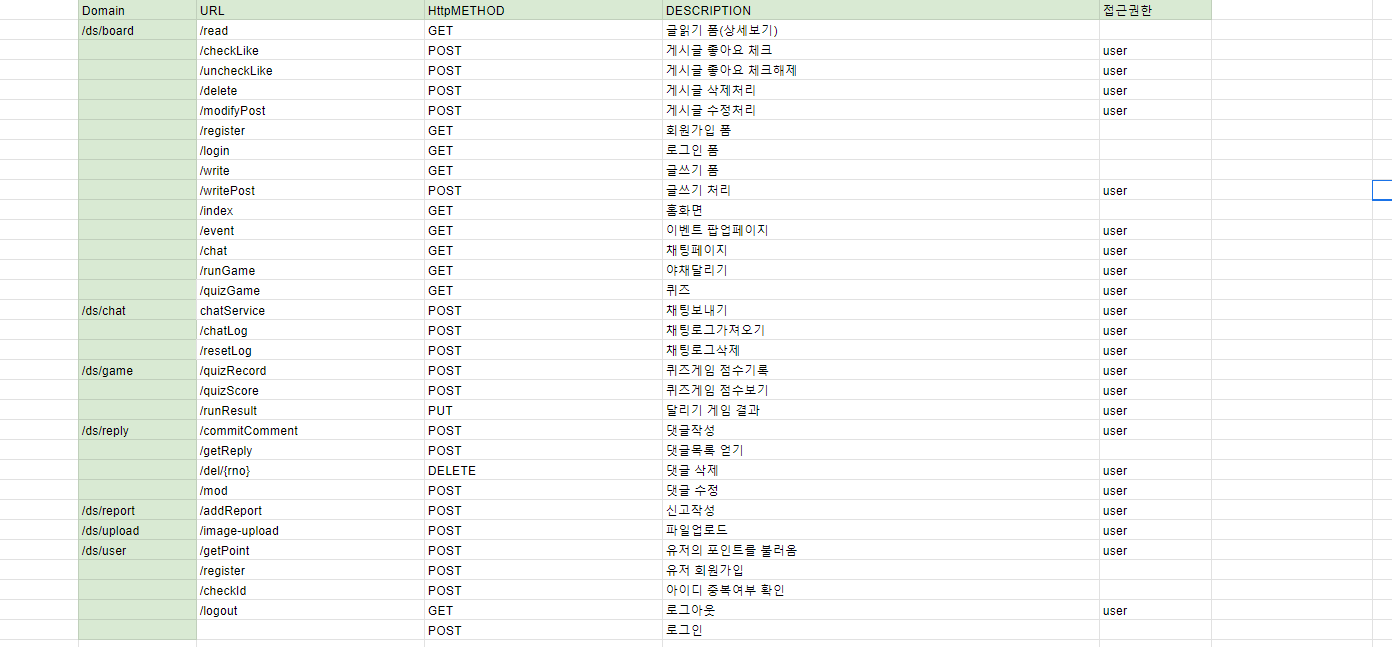 Domain URL HttpMETHOD DESCRIPTION 접근권한
/ds/board /read GET 글읽기 폼(상세보기)
/checkLike POST 게시글 좋아요 체크 user
/uncheckLike POST 게시글 좋아요 체크해제 user
/delete POST 게시글 삭제처리 user
/modifyPost POST 게시글 수정처리 user
/register GET 회원가입 폼
/login GET 로그인 폼
/write GET 글쓰기 폼
/writePost POST 글쓰기 처리 user
/index GET 홈화면
/event GET 이벤트 팝업페이지 user
/chat GET 채팅페이지 user
/runGame GET 야채달리기 user
/quizGame GET 퀴즈 user
/ds/chat chatService POST 채팅보내기 user
/chatLog POST 채팅로그가져오기 user
/resetLog POST 채팅로그삭제 user
/ds/game /quizRecord POST 퀴즈게임 점수기록 user
/quizScore POST 퀴즈게임 점수보기 user
/runResult PUT 달리기 게임 결과 user
/ds/reply /commitComment POST 댓글작성 user
/getReply POST 댓글목록 얻기
/del/{rno} DELETE 댓글 삭제 user
/mod POST 댓글 수정 user
/ds/report /addReport POST 신고작성 user
/ds/upload /image-upload POST 파일업로드 user
/ds/user /getPoint POST 유저의 포인트를 불러옴 user
/register POST 유저 회원가입
/checkId POST 아이디 중복여부 확인
/logout GET 로그아웃 user
POST 로그인